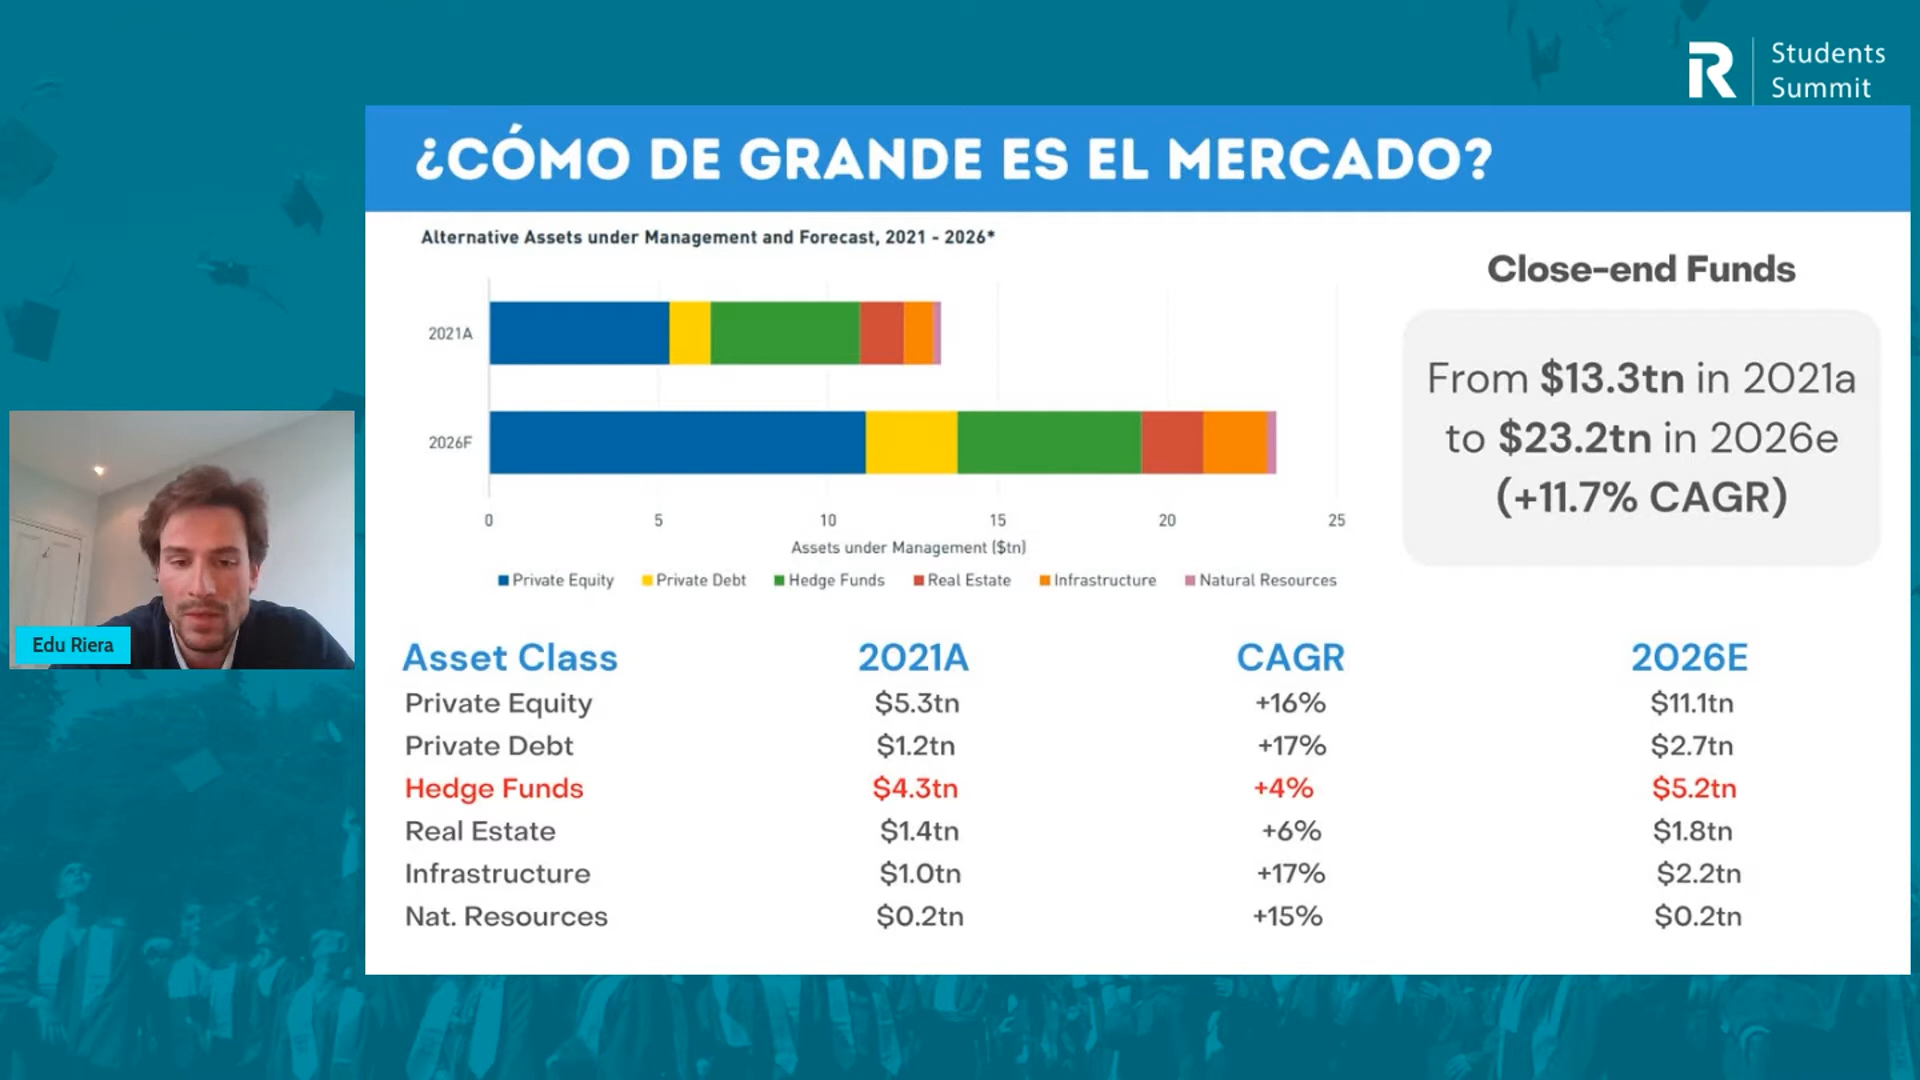 R
Students
Summit
¿CÓMO DE GRANDE ES EL MERCADO?
Alternative Assets under Management and Forecast, 2021 - 2026*
2021A
2026F
0 5 10 15 20 25
Assets under Management ($tn)
Private Equity Private Debt Hedge Funds Real Estate Infrastructure Natural Resources
Close-end Funds
From $13.3tn in 2021a
to $23.2tn in 2026e
(+11.7% CAGR)
Edu Riera
Asset Class 2021A CAGR 2026E
Private Equity $5.3tn +16% $11.1tn
Private Debt $1.2tn +17% $2.7tn
Hedge Funds $4.3tn +4% $5.2tn
Real Estate $1.4tn +6% $1.8tn
Infrastructure $1.0tn +17% $2.2tn
Nat. Resources $0.2tn +15% $0.2tn